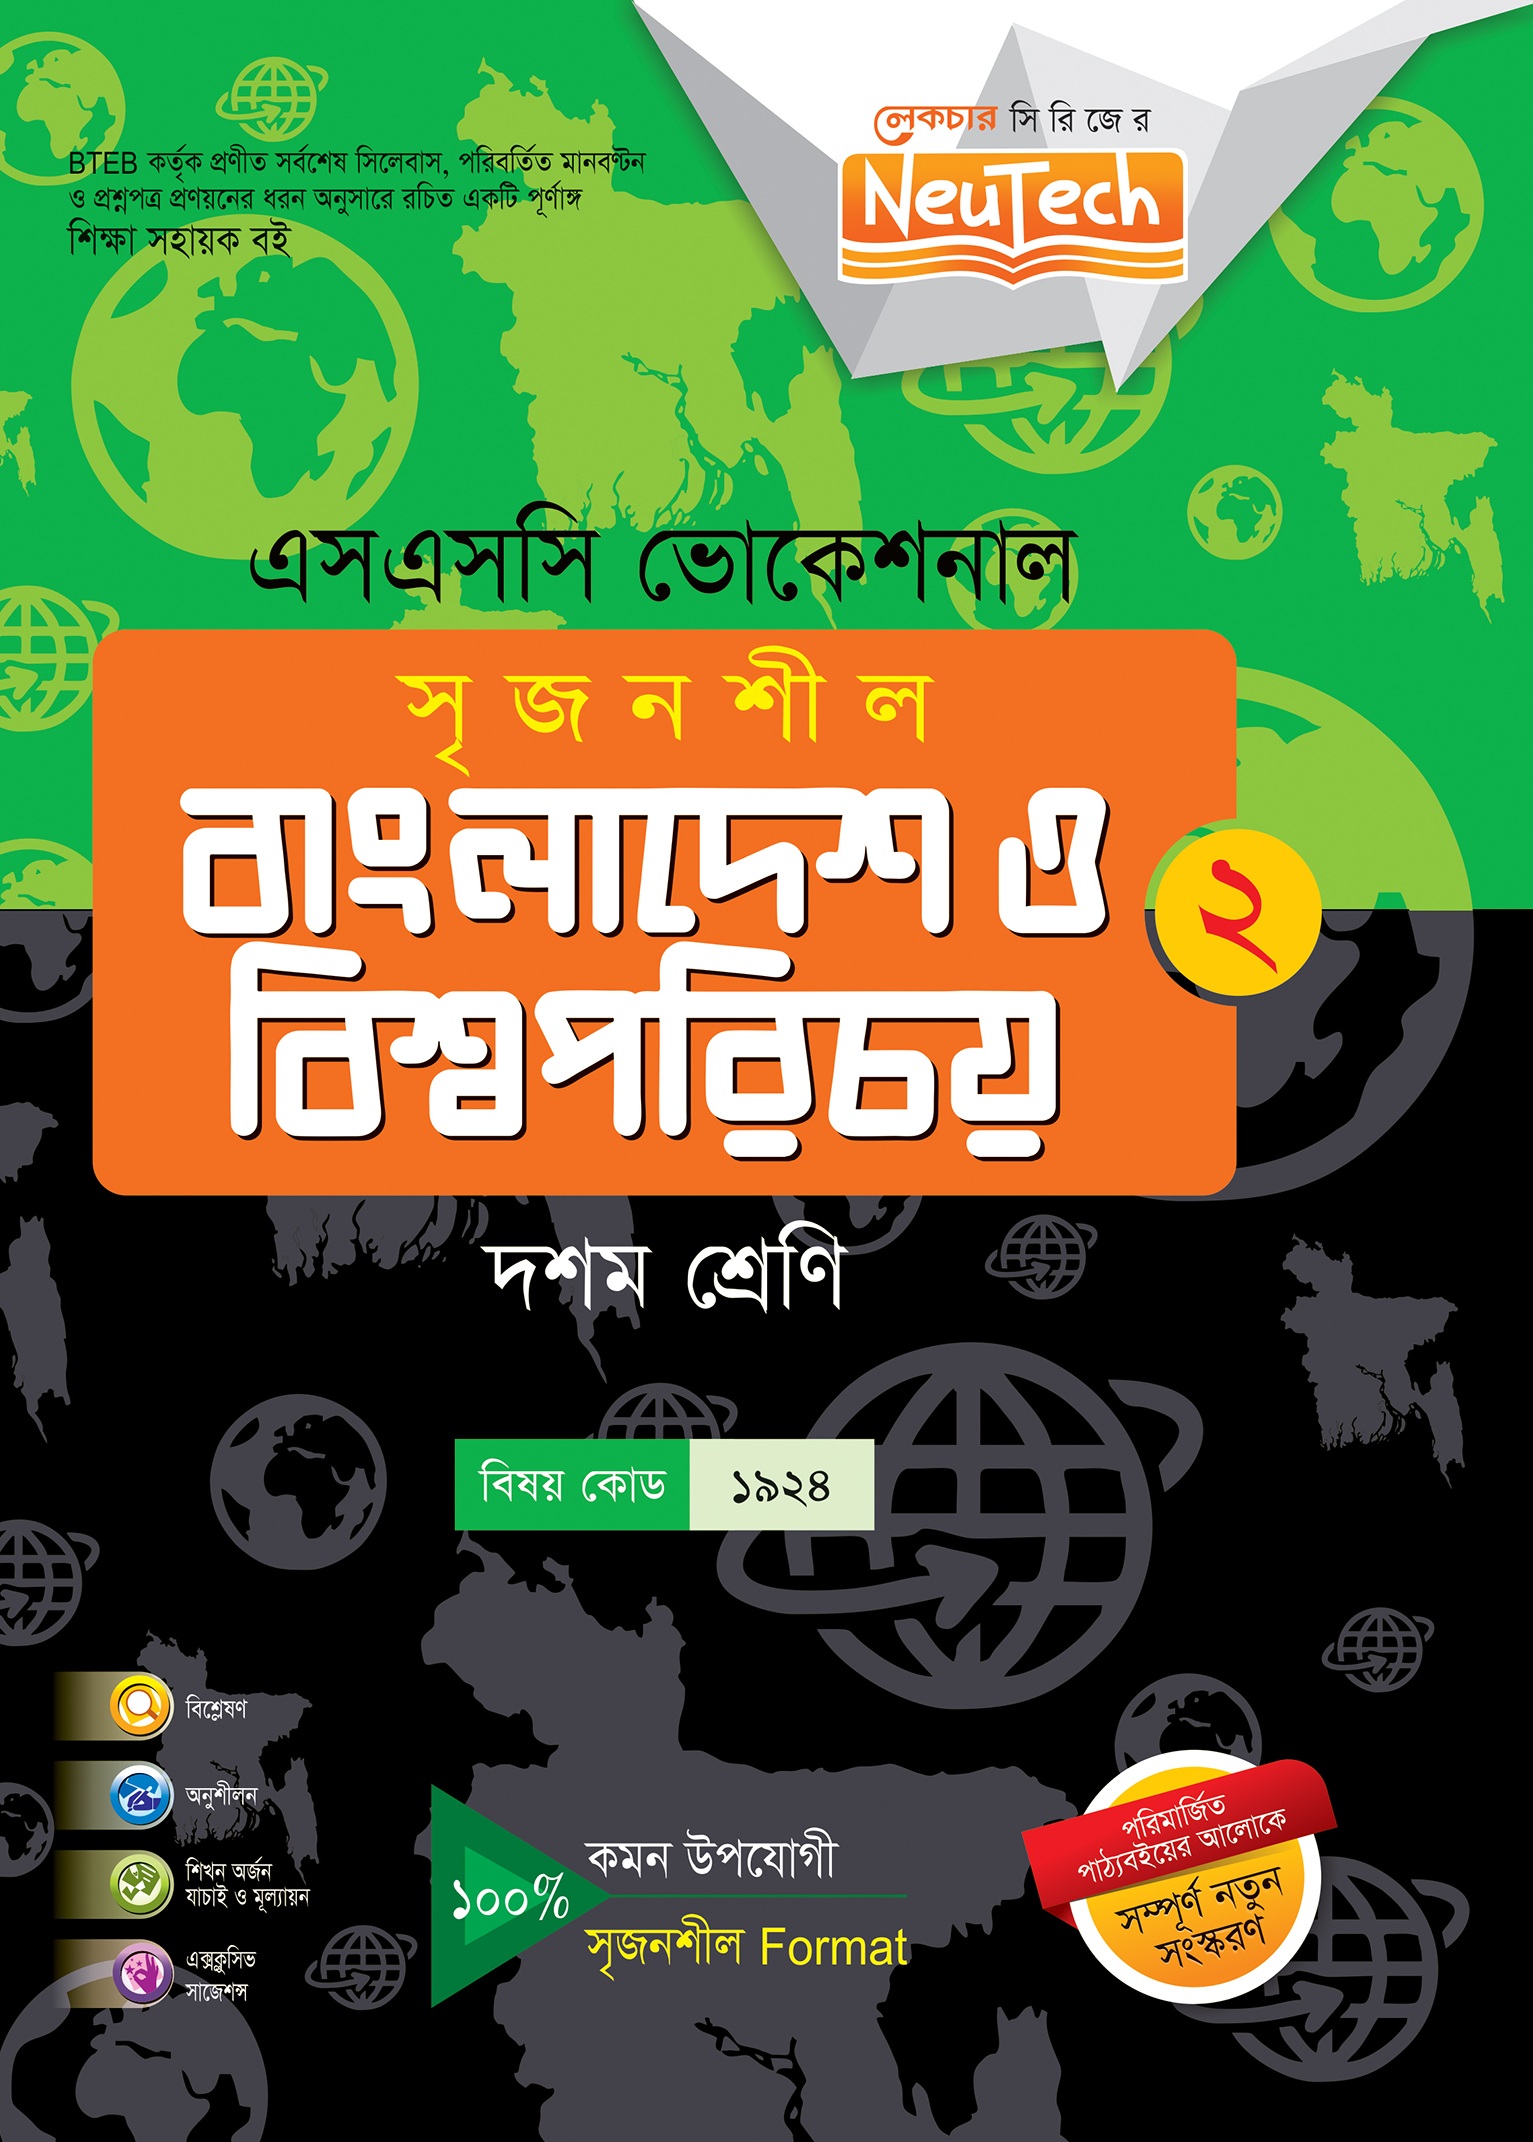 লেকচার সিরিজের
NeuTech
BTEB কর্তৃক প্রণীত সর্বশেষ সিলেবাস, পরিবর্তিত মানবণ্টন
ও প্রশ্নপত্র প্রণয়নের ধরন অনুসারে রচিত একটি পূর্ণাঙ্গ
শিক্ষা সহায়ক বই
এসএসসি ভোকেশনাল
সৃজনশীল
বাংলাদেশ ও
২
বিশ্বপরিচয়
দশম শ্রেণি
বিষয় কোড ১৯২৪
বিশ্লেষণ
অনুশীলন
শিখন অর্জন
যাচাই ও মূল্যায়ন
এক্সক্লুসিভ
সাজেশন্স
১০০%
কমন উপযোগী
সৃজনশীল Format
পরিমার্জিত
পাঠ্যবইয়ের আলোকে
সম্পূর্ণ নতুন
সংস্করণ